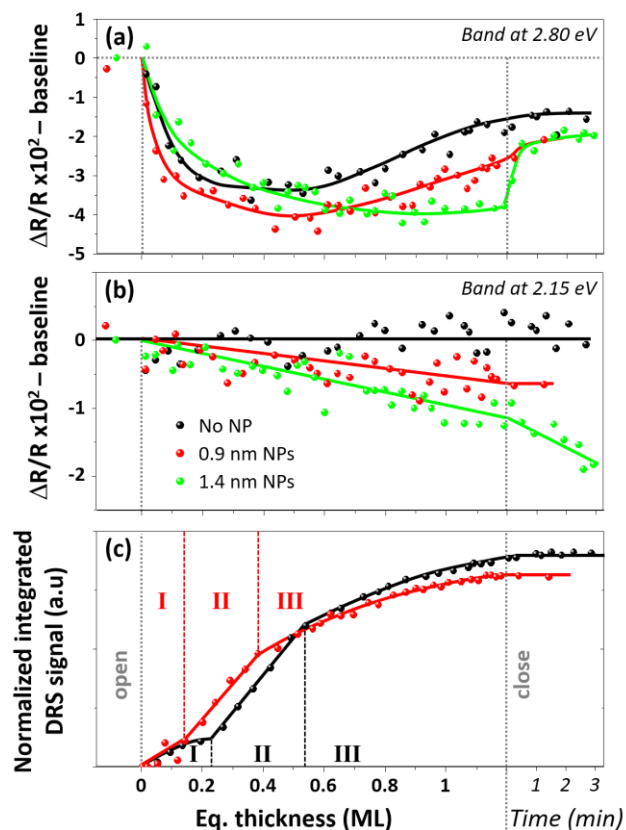 (a)
Band at 2.80 eV
ΔR/R x10² – baseline
1
0
-1
-2
-3
-4
-5
(b)
Band at 2.15 eV
ΔR/R x10² – baseline
0
-1
-2
No NP
0.9 nm NPs
1.4 nm NPs
(c)
Normalized integrated
DRS signal (a.u)
I II III
open
close
I II III
0 0.2 0.4 0.6 0.8 1 1 2 3
Eq. thickness (ML) Time (min)